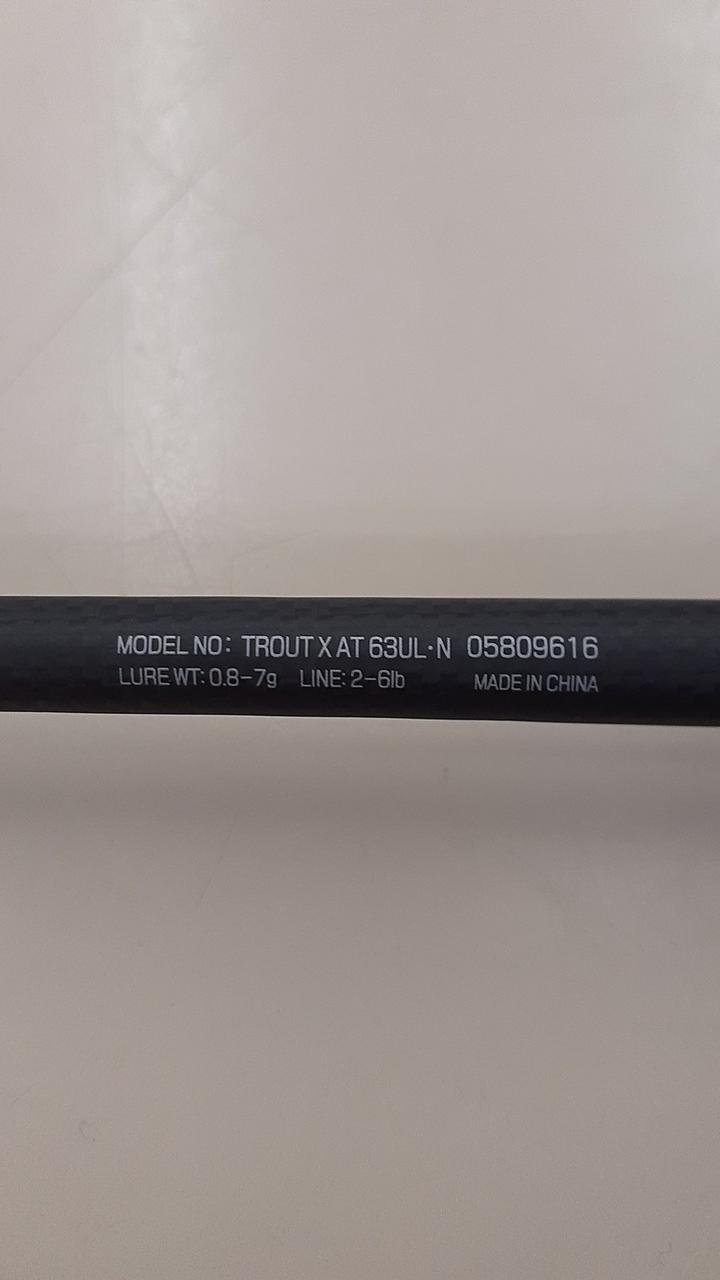 MODEL NO: TROUT X AT 63UL·N 05809616
LURE WT: 0.8-7g LINE: 2-6lb MADE IN CHINA